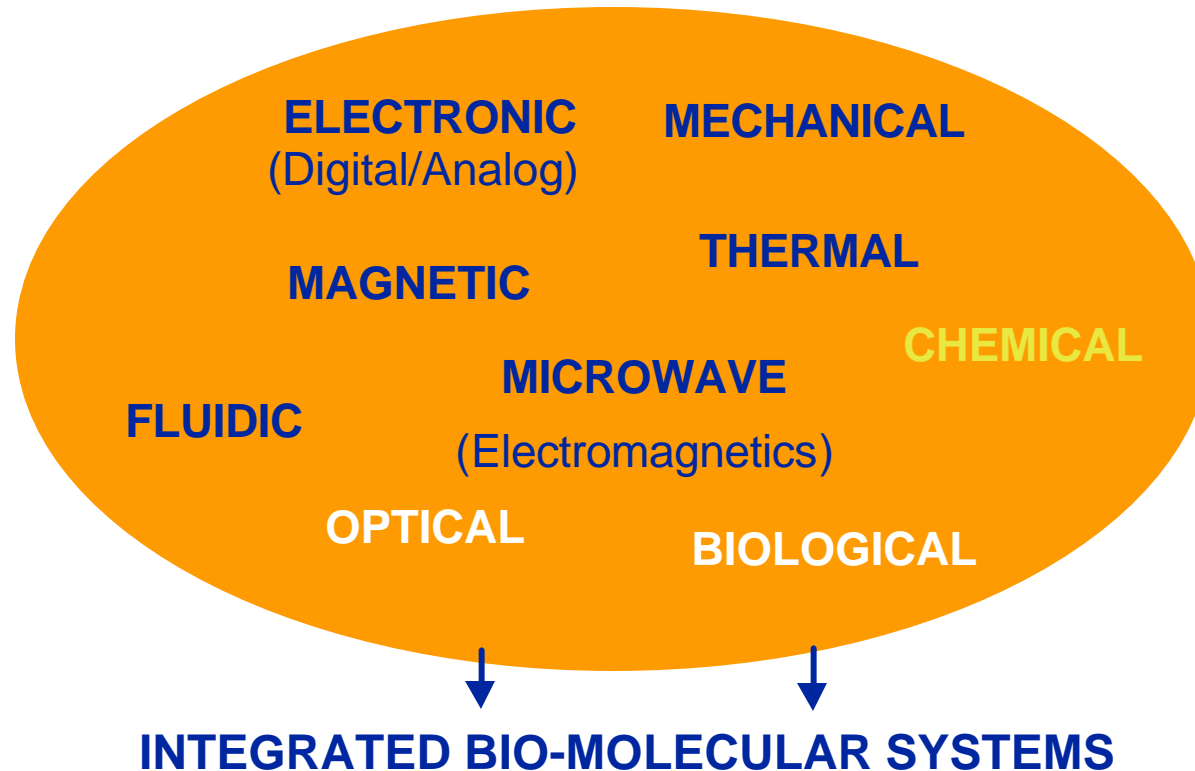 ELECTRONIC
(Digital/Analog)
MECHANICAL
THERMAL
MAGNETIC
CHEMICAL
MICROWAVE
(Electromagnetics)
FLUIDIC
OPTICAL
BIOLOGICAL
INTEGRATED BIO-MOLECULAR SYSTEMS